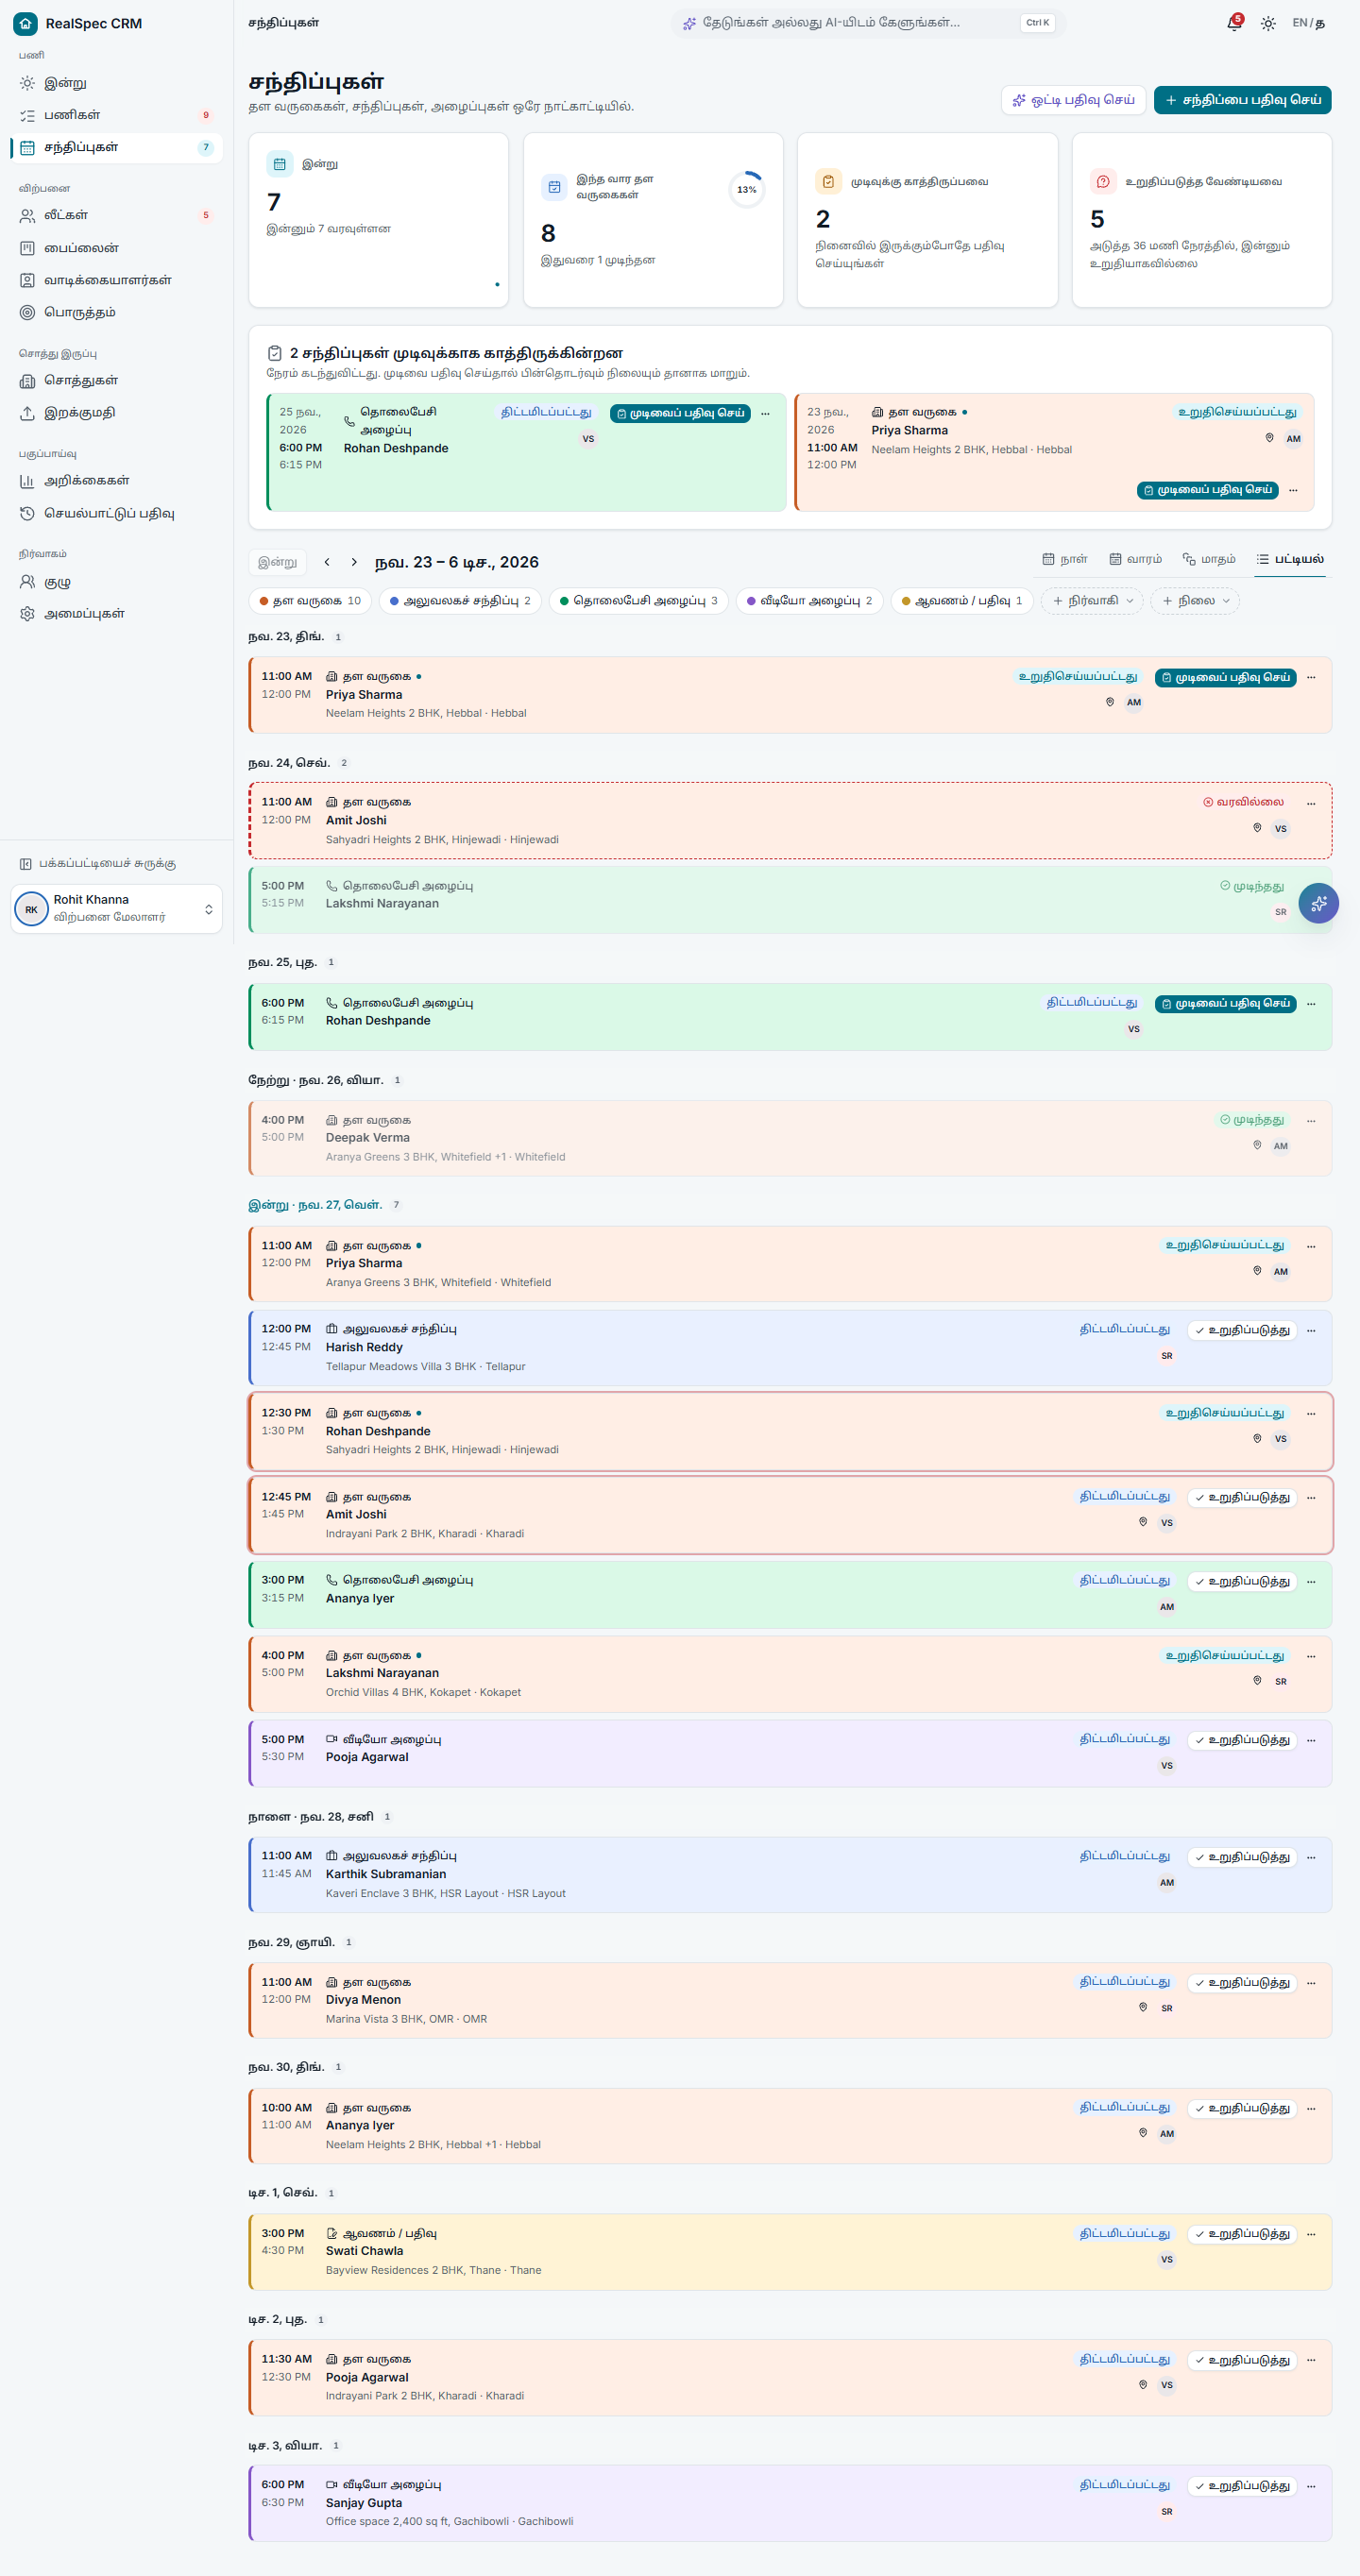 RealSpec CRM
பணி
இன்று
பணிகள் 9
சந்திப்புகள் 7
விற்பனை
லீட்கள் 5
பைப்லைன்
வாடிக்கையாளர்கள்
பொருத்தம்
சொத்து இருப்பு
சொத்துகள்
இறக்குமதி
பகுப்பாய்வு
அறிக்கைகள்
செயல்பாட்டுப் பதிவு
நிர்வாகம்
குழு
அமைப்புகள்
பக்கப்பட்டியைச் சுருக்கு
RK Rohit Khanna
விற்பனை மேலாளர்
சந்திப்புகள்
தேடுங்கள் அல்லது AI-யிடம் கேளுங்கள்... Ctrl K
5
EN / த
சந்திப்புகள்
தள வருகைகள், சந்திப்புகள், அழைப்புகள் ஒரே நாட்காட்டியில்.
ஒட்டி பதிவு செய்
+ சந்திப்பை பதிவு செய்
இன்று
7
இன்னும் 7 வரவுள்ளன
இந்த வார தள
வருகைகள்
13%
8
இதுவரை 1 முடிந்தன
முடிவுக்கு காத்திருப்பவை
2
நினைவில் இருக்கும்போதே பதிவு
செய்யுங்கள்
உறுதிப்படுத்த வேண்டியவை
5
அடுத்த 36 மணி நேரத்தில், இன்னும்
உறுதியாகவில்லை
2 சந்திப்புகள் முடிவுக்காக காத்திருக்கின்றன
நேரம் கடந்துவிட்டது. முடிவை பதிவு செய்தால் பின்தொடர்வும் நிலையும் தானாக மாறும்.
25 நவ.,
2026
6:00 PM
6:15 PM
தொலைபேசி
அழைப்பு
Rohan Deshpande
திட்டமிடப்பட்டது
VS
முடிவைப் பதிவு செய்
23 நவ.,
2026
11:00 AM
12:00 PM
தள வருகை
Priya Sharma
Neelam Heights 2 BHK, Hebbal · Hebbal
உறுதிசெய்யப்பட்டது
AM
முடிவைப் பதிவு செய்
இன்று
நவ. 23 – 6 டிச., 2026
நாள் வாரம் மாதம் பட்டியல்
தள வருகை 10 அலுவலகச் சந்திப்பு 2 தொலைபேசி அழைப்பு 3 வீடியோ அழைப்பு 2 ஆவணம் / பதிவு 1 + நிர்வாகி + நிலை
நவ. 23, திங். 1
11:00 AM தள வருகை உறுதிசெய்யப்பட்டது முடிவைப் பதிவு செய்
12:00 PM Priya Sharma AM
Neelam Heights 2 BHK, Hebbal · Hebbal
நவ. 24, செவ். 2
11:00 AM தள வருகை வரவில்லை
12:00 PM Amit Joshi VS
Sahyadri Heights 2 BHK, Hinjewadi · Hinjewadi
5:00 PM தொலைபேசி அழைப்பு முடிந்தது
5:15 PM Lakshmi Narayanan SR
நவ. 25, புத. 1
6:00 PM தொலைபேசி அழைப்பு திட்டமிடப்பட்டது முடிவைப் பதிவு செய்
6:15 PM Rohan Deshpande VS
நேற்று · நவ. 26, வியா. 1
4:00 PM தள வருகை முடிந்தது
5:00 PM Deepak Verma AM
Aranya Greens 3 BHK, Whitefield +1 · Whitefield
இன்று · நவ. 27, வெள். 7
11:00 AM தள வருகை உறுதிசெய்யப்பட்டது
12:00 PM Priya Sharma AM
Aranya Greens 3 BHK, Whitefield · Whitefield
12:00 PM அலுவலகச் சந்திப்பு திட்டமிடப்பட்டது உறுதிப்படுத்து
12:45 PM Harish Reddy SR
Tellapur Meadows Villa 3 BHK · Tellapur
12:30 PM தள வருகை உறுதிசெய்யப்பட்டது
1:30 PM Rohan Deshpande VS
Sahyadri Heights 2 BHK, Hinjewadi · Hinjewadi
12:45 PM தள வருகை திட்டமிடப்பட்டது உறுதிப்படுத்து
1:45 PM Amit Joshi VS
Indrayani Park 2 BHK, Kharadi · Kharadi
3:00 PM தொலைபேசி அழைப்பு திட்டமிடப்பட்டது உறுதிப்படுத்து
3:15 PM Ananya Iyer AM
4:00 PM தள வருகை உறுதிசெய்யப்பட்டது
5:00 PM Lakshmi Narayanan SR
Orchid Villas 4 BHK, Kokapet · Kokapet
5:00 PM வீடியோ அழைப்பு திட்டமிடப்பட்டது உறுதிப்படுத்து
5:30 PM Pooja Agarwal VS
நாளை · நவ. 28, சனி 1
11:00 AM அலுவலகச் சந்திப்பு திட்டமிடப்பட்டது உறுதிப்படுத்து
11:45 AM Karthik Subramanian AM
Kaveri Enclave 3 BHK, HSR Layout · HSR Layout
நவ. 29, ஞாயி. 1
11:00 AM தள வருகை திட்டமிடப்பட்டது உறுதிப்படுத்து
12:00 PM Divya Menon SR
Marina Vista 3 BHK, OMR · OMR
நவ. 30, திங். 1
10:00 AM தள வருகை திட்டமிடப்பட்டது உறுதிப்படுத்து
11:00 AM Ananya Iyer AM
Neelam Heights 2 BHK, Hebbal +1 · Hebbal
டிச. 1, செவ். 1
3:00 PM ஆவணம் / பதிவு திட்டமிடப்பட்டது உறுதிப்படுத்து
4:30 PM Swati Chawla VS
Bayview Residences 2 BHK, Thane · Thane
டிச. 2, புத. 1
11:30 AM தள வருகை திட்டமிடப்பட்டது உறுதிப்படுத்து
12:30 PM Pooja Agarwal VS
Indrayani Park 2 BHK, Kharadi · Kharadi
டிச. 3, வியா. 1
6:00 PM வீடியோ அழைப்பு திட்டமிடப்பட்டது உறுதிப்படுத்து
6:30 PM Sanjay Gupta SR
Office space 2,400 sq ft, Gachibowli · Gachibowli